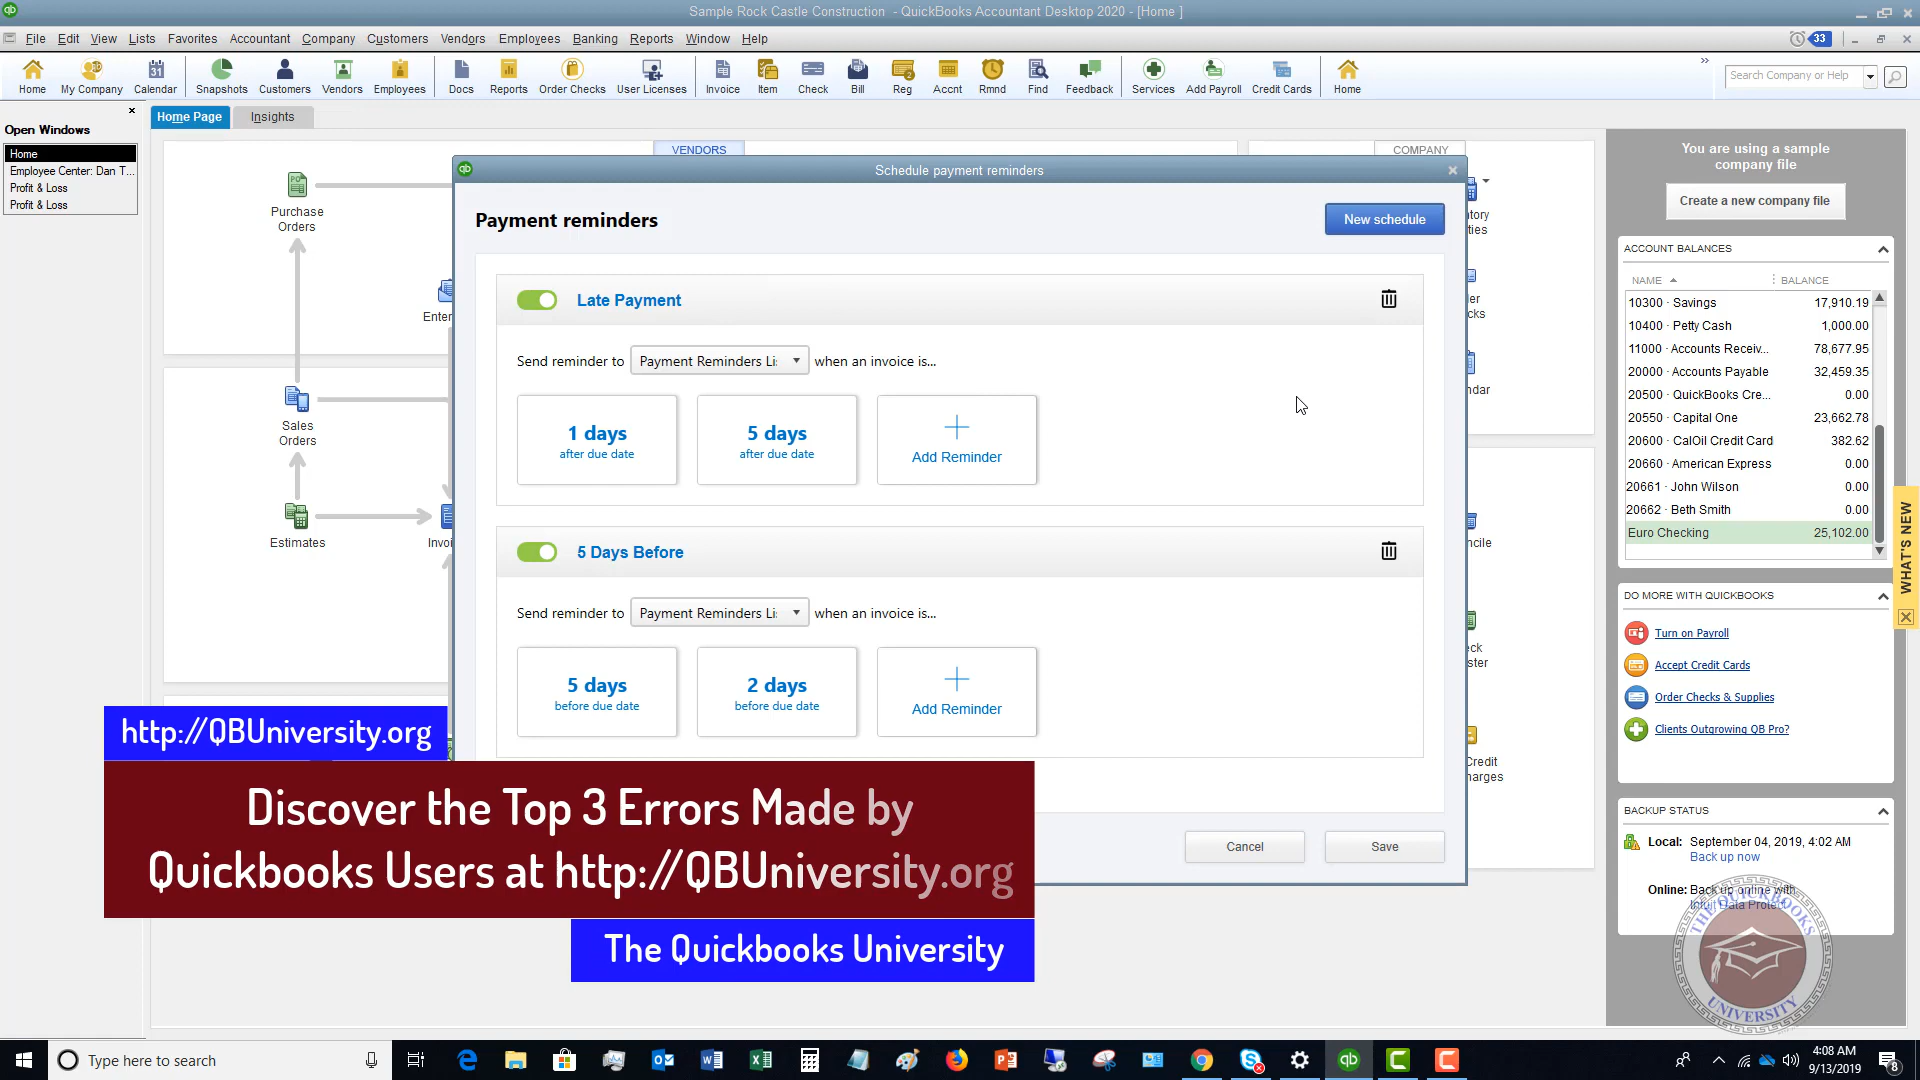 Sample Rock Castle Construction - QuickBooks Accountant Desktop 2020 - [Home ]
File Edit View Lists Favorites Accountant Company Customers Vendors Employees Banking Reports Window Help
33
Home My Company Calendar Snapshots Customers Vendors Employees Docs Reports Order Checks User Licenses Invoice Item Check Bill Reg Accnt Rmnd Find Feedback Services Add Payroll Credit Cards Home
Search Company or Help
Open Windows
Home
Employee Center: Dan T...
Profit & Loss
Profit & Loss
Home Page Insights
VENDORS
COMPANY
Purchase
Orders
Sales
Orders
Estimates
Schedule payment reminders
Payment reminders
New schedule
Late Payment
Send reminder to Payment Reminders Li when an invoice is...
1 days
after due date
5 days
after due date
Add Reminder
5 Days Before
Send reminder to Payment Reminders Li when an invoice is...
5 days
before due date
2 days
before due date
Add Reminder
Cancel Save
You are using a sample
company file
Create a new company file
ACCOUNT BALANCES
NAME BALANCE
10300 · Savings 17,910.19
10400 · Petty Cash 1,000.00
11000 · Accounts Receiv... 78,677.95
20000 · Accounts Payable 32,459.35
20500 · QuickBooks Cre... 0.00
20550 · Capital One 23,662.78
20600 · CalOil Credit Card 382.62
20660 · American Express 0.00
20661 · John Wilson 0.00
20662 · Beth Smith 0.00
Euro Checking 25,102.00
WHAT'S NEW
DO MORE WITH QUICKBOOKS
Turn on Payroll
Accept Credit Cards
Order Checks & Supplies
Clients Outgrowing QB Pro?
BACKUP STATUS
Local: September 04, 2019, 4:02 AM
Back up now
Online: Back up online with
Intuit Data Protect
THE QUICKBOOKS
UNIVERSITY
http://QBUniversity.org
Discover the Top 3 Errors Made by
Quickbooks Users at http://QBUniversity.org
The Quickbooks University
Type here to search
4:08 AM
9/13/2019
8